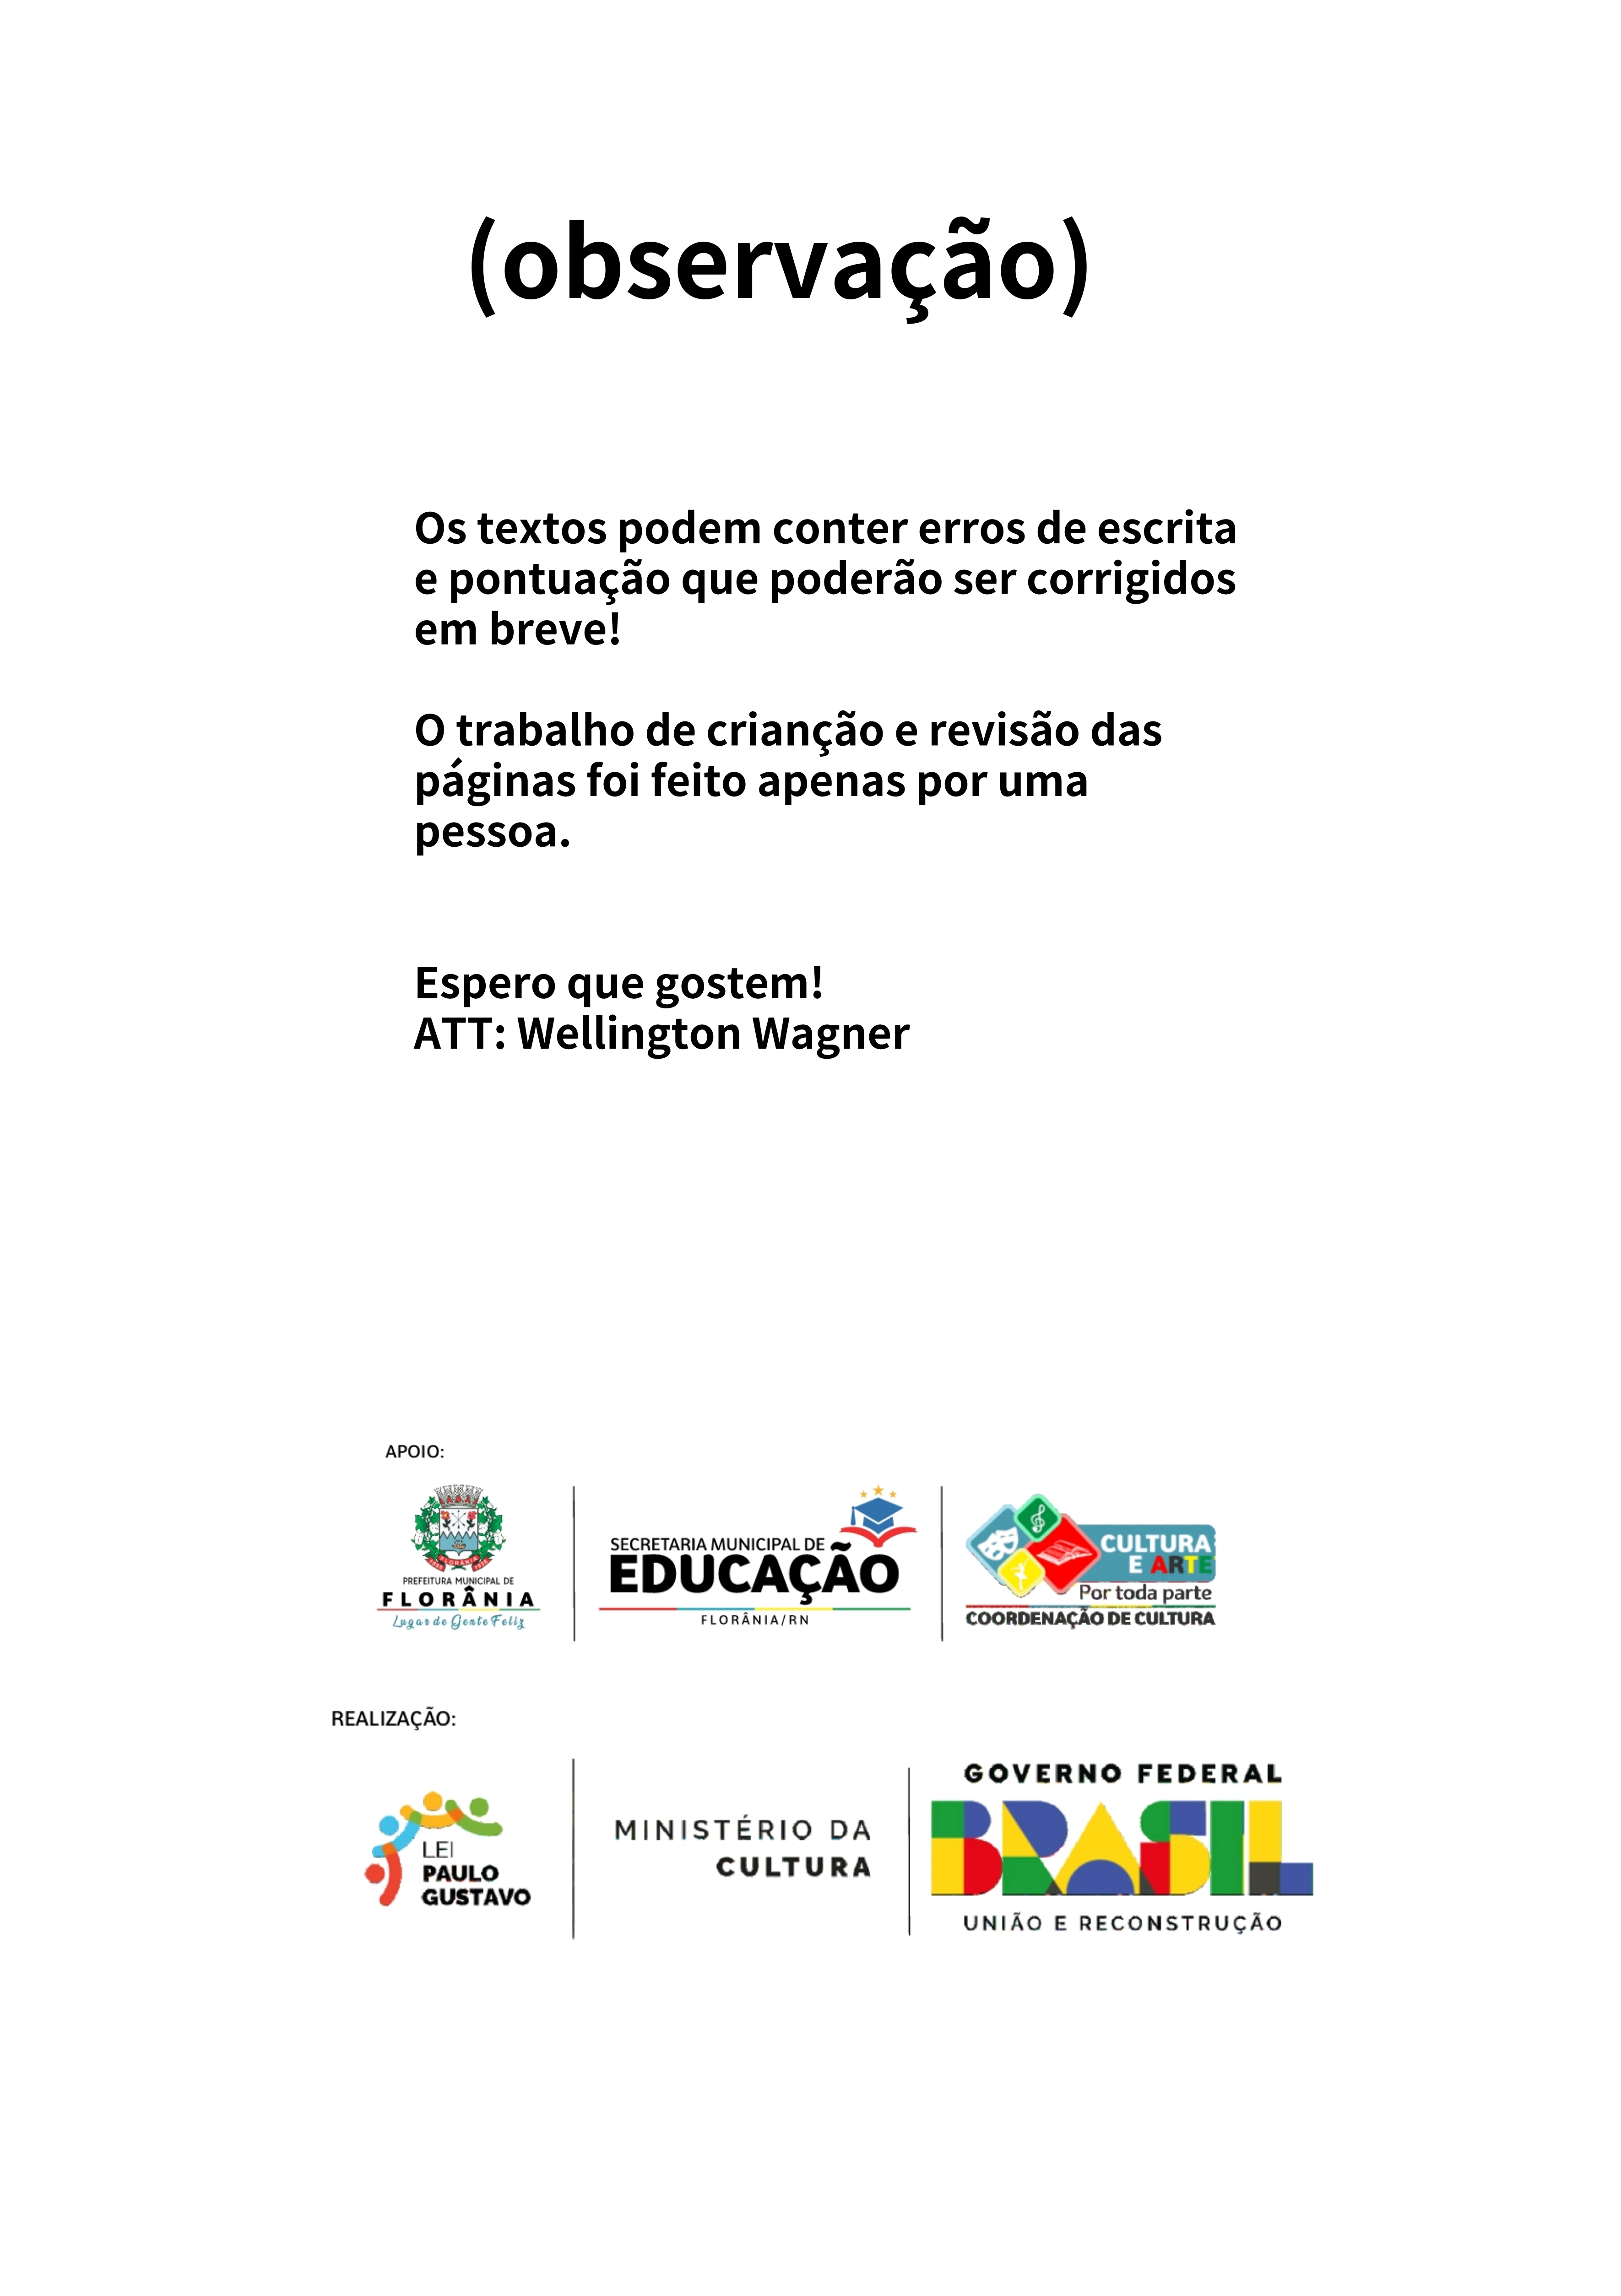 (observação)
Os textos podem conter erros de escrita
e pontuação que poderão ser corrigidos
em breve!
O trabalho de crianção e revisão das
páginas foi feito apenas por uma
pessoa.
Espero que gostem!
ATT: Wellington Wagner
APOIO:
FLORÂNIA
PREFEITURA MUNICIPAL DE
FLORÂNIA
Lugar de Gente Feliz
SECRETARIA MUNICIPAL DE
EDUCAÇÃO
FLORÂNIA/RN
CULTURA
E ARTE
Por toda parte
COORDENAÇÃO DE CULTURA
REALIZAÇÃO:
LEI
PAULO
GUSTAVO
MINISTÉRIO DA
CULTURA
GOVERNO FEDERAL
BRASIL
UNIÃO E RECONSTRUÇÃO